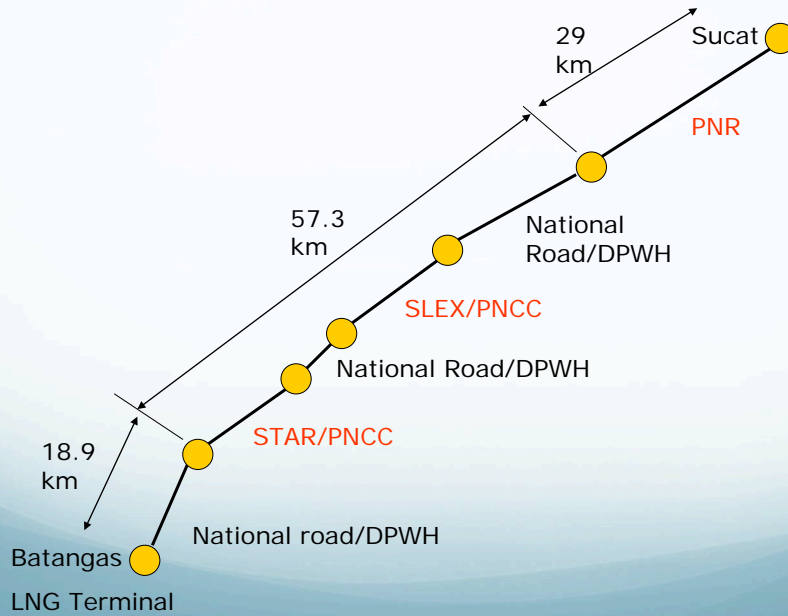 29
km
Sucat
PNR
57.3
km
National
Road/DPWH
SLEX/PNCC
National Road/DPWH
STAR/PNCC
18.9
km
National road/DPWH
Batangas
LNG Terminal